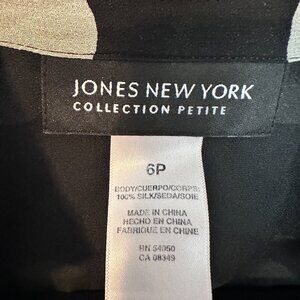 JONES NEW YORK
COLLECTION PETITE
6P
BODY/CUERPO/CORPS:
100% SILK/SEDA/SOIE
MADE IN CHINA
HECHO EN CHINA
FABRIQUE EN CHINE
RN 54050
CA 08349